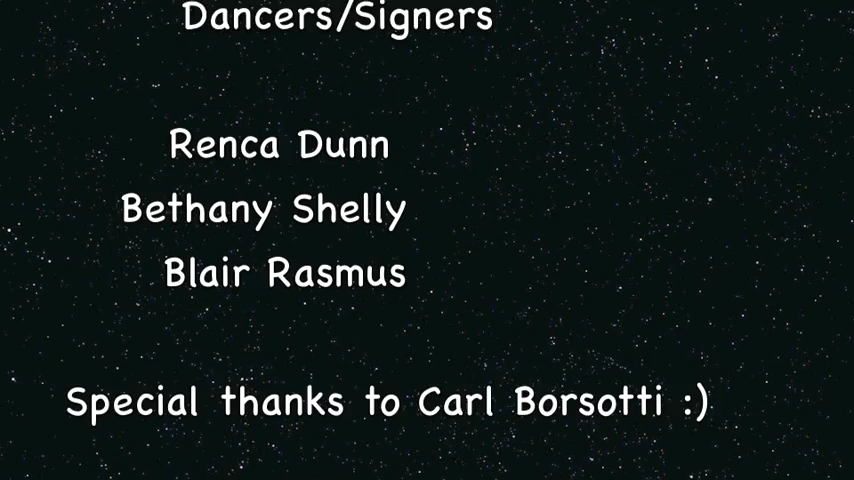 Dancers/Signers
Renca Dunn
Bethany Shelly
Blair Rasmus
Special thanks to Carl Borsotti :)